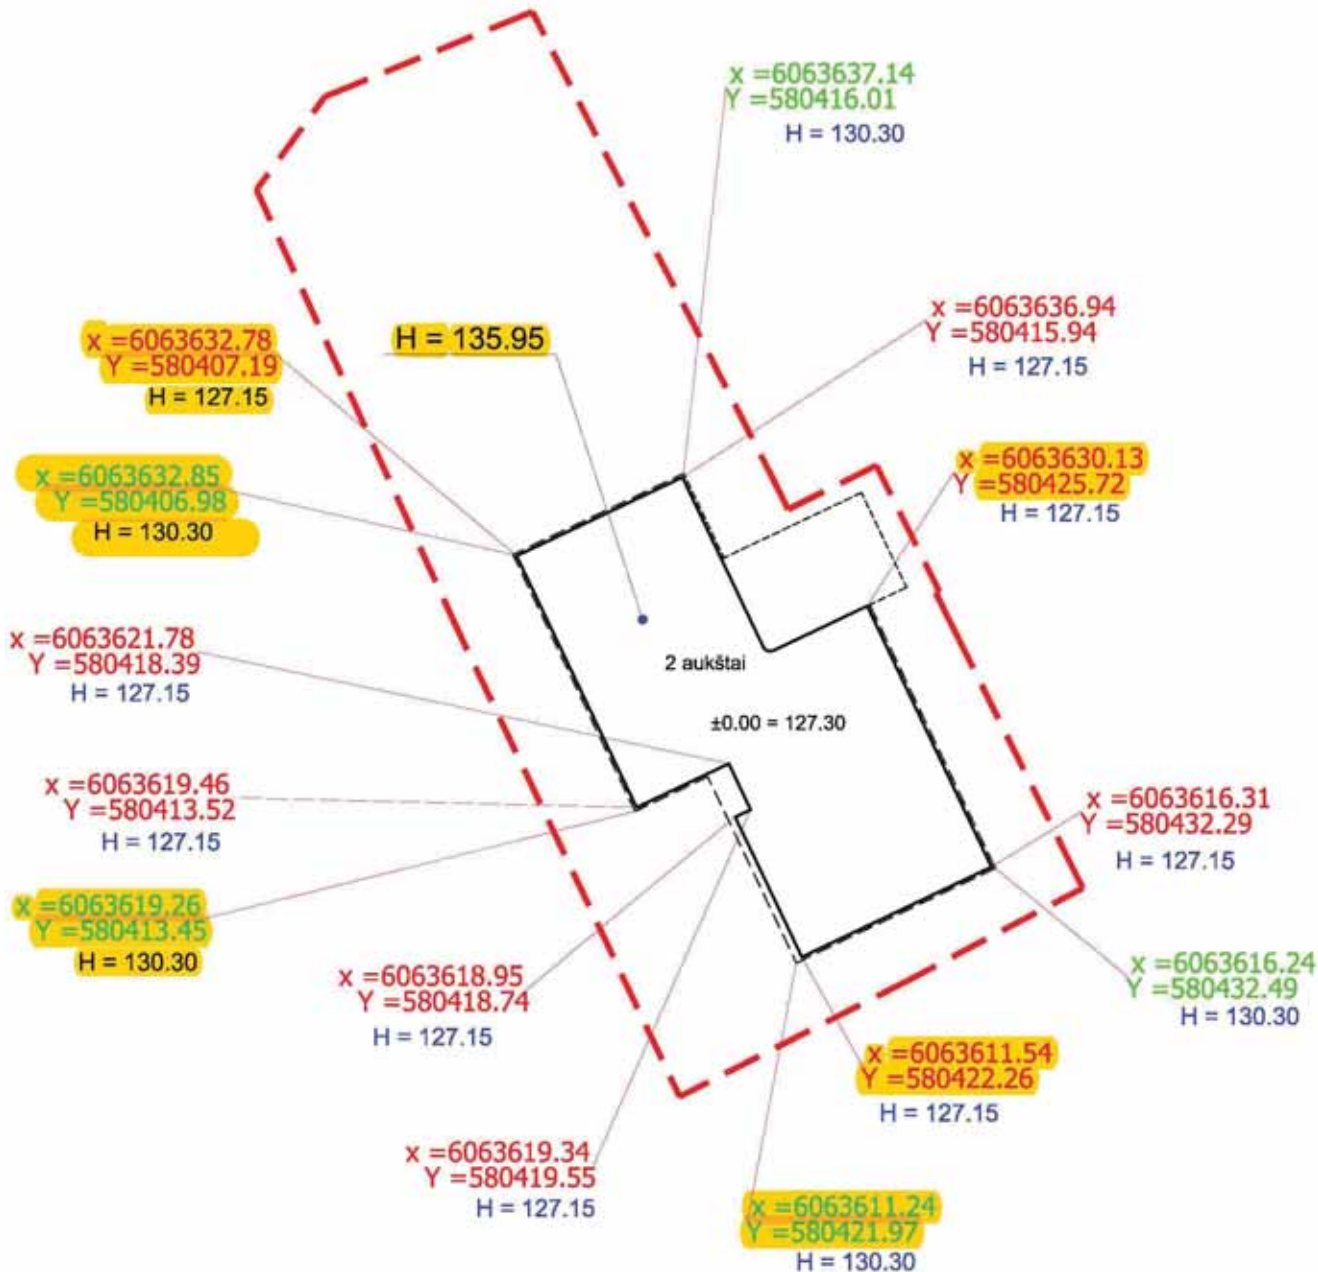 x =6063637.14
Y =580416.01
H = 130.30
x =6063636.94
Y =580415.94
H = 127.15
x =6063632.78
Y =580407.19
H = 127.15
H = 135.95
x =6063632.85
Y =580406.98
H = 130.30
x =6063630.13
Y =580425.72
H = 127.15
x =6063621.78
Y =580418.39
H = 127.15
2 aukštai
±0.00 = 127.30
x =6063619.46
Y =580413.52
H = 127.15
x =6063616.31
Y =580432.29
H = 127.15
x =6063619.26
Y =580413.45
H = 130.30
x =6063618.95
Y =580418.74
H = 127.15
x =6063616.24
Y =580432.49
H = 130.30
x =6063611.54
Y =580422.26
H = 127.15
x =6063619.34
Y =580419.55
H = 127.15
x =6063611.24
Y =580421.97
H = 130.30